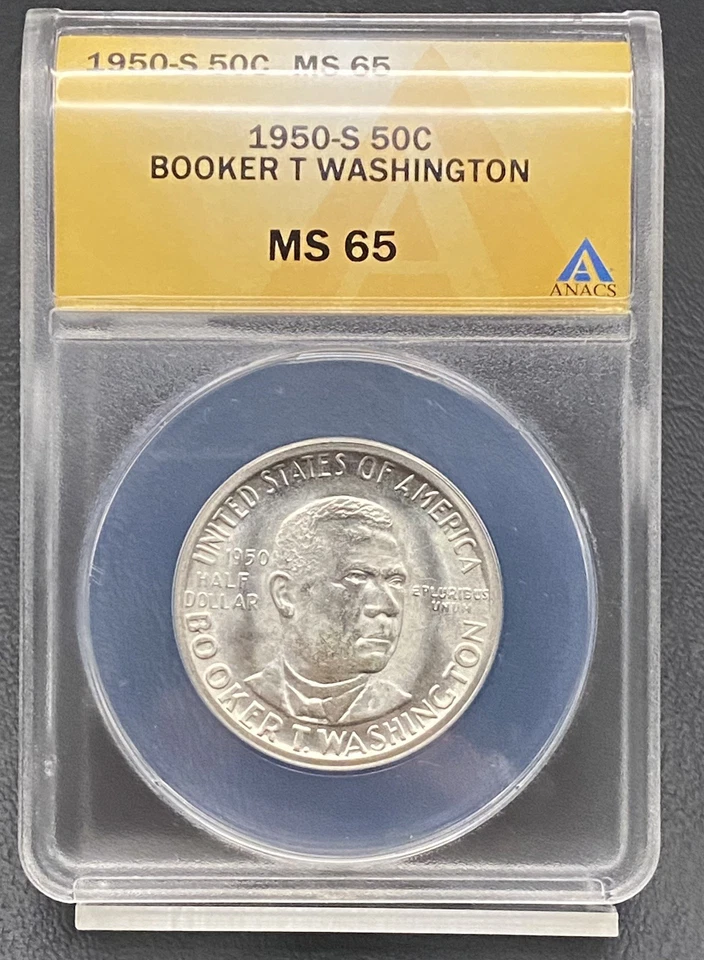 1950-S 50C MS 65
1950-S 50C
BOOKER T WASHINGTON
MS 65
ANACS
UNITED STATES OF AMERICA
1950
HALF
DOLLAR
E PLURIBUS
UNUM
BOOKER T. WASHINGTON